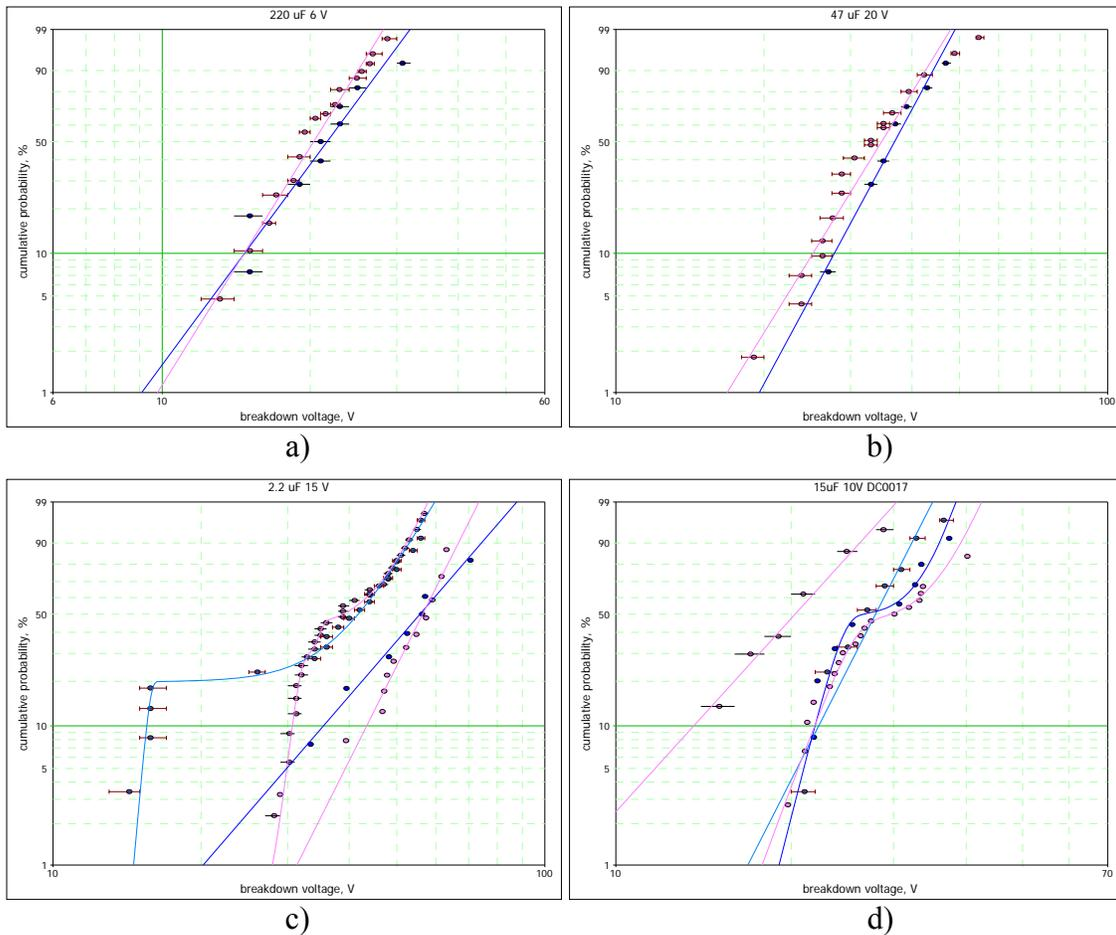 220 uF 6 V
cumulative probability, %
99
90
50
10
5
1
6
10
60
breakdown voltage, V
a)
47 uF 20 V
cumulative probability, %
99
90
50
10
5
1
10
100
breakdown voltage, V
b)
2.2 uF 15 V
cumulative probability, %
99
90
50
10
5
1
10
100
breakdown voltage, V
c)
15uF 10V DC0017
cumulative probability, %
99
90
50
10
5
1
10
70
breakdown voltage, V
d)